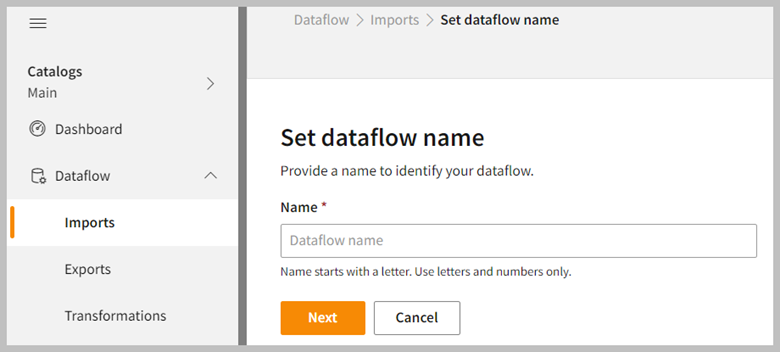 Catalogs
Main
Dashboard
Dataflow
Imports
Exports
Transformations
Dataflow > Imports > Set dataflow name
Set dataflow name
Provide a name to identify your dataflow.
Name *
Dataflow name
Name starts with a letter. Use letters and numbers only.
Next
Cancel